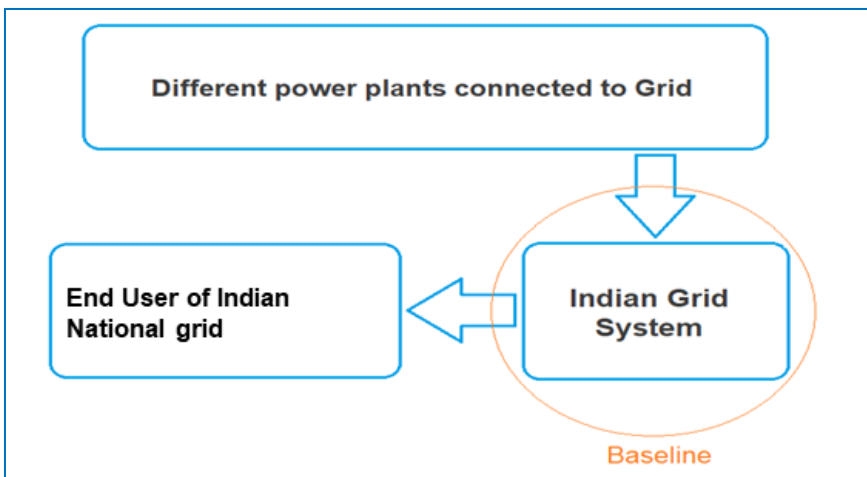 Different power plants connected to Grid
End User of Indian
National grid
Indian Grid
System
Baseline